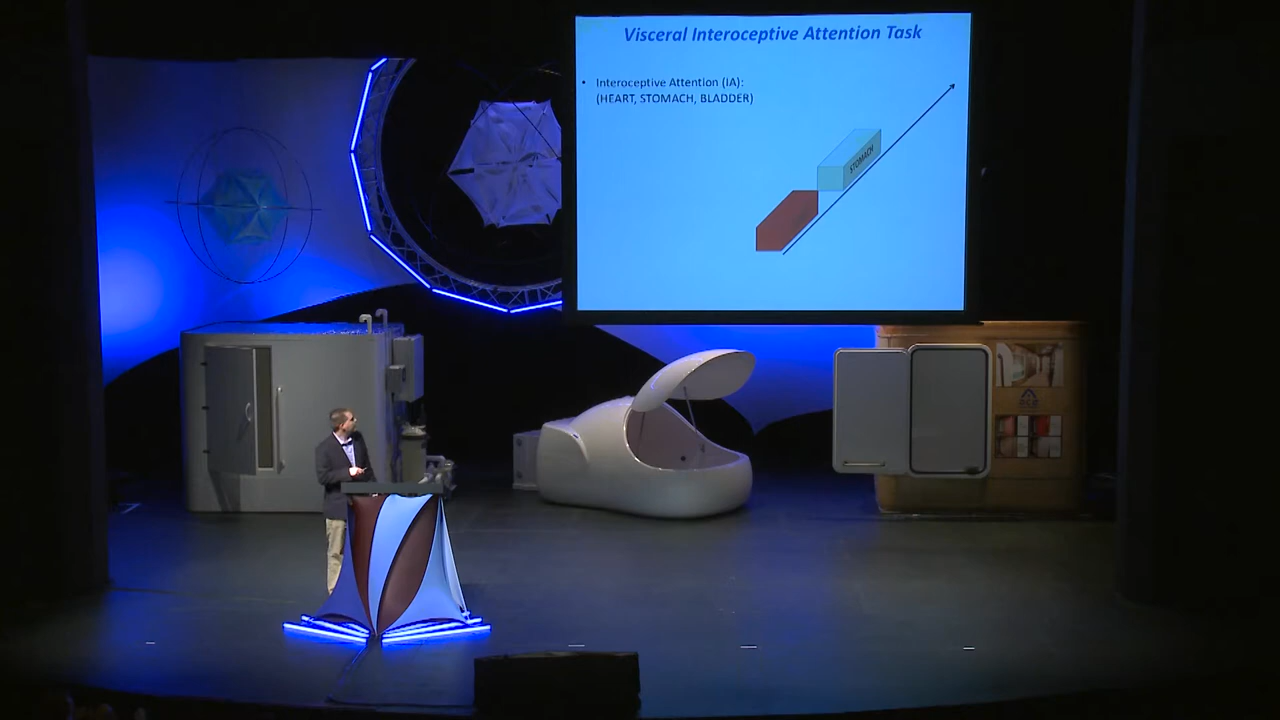 Visceral Interoceptive Attention Task
• Interoceptive Attention (IA):
(HEART, STOMACH, BLADDER)
STOMACH